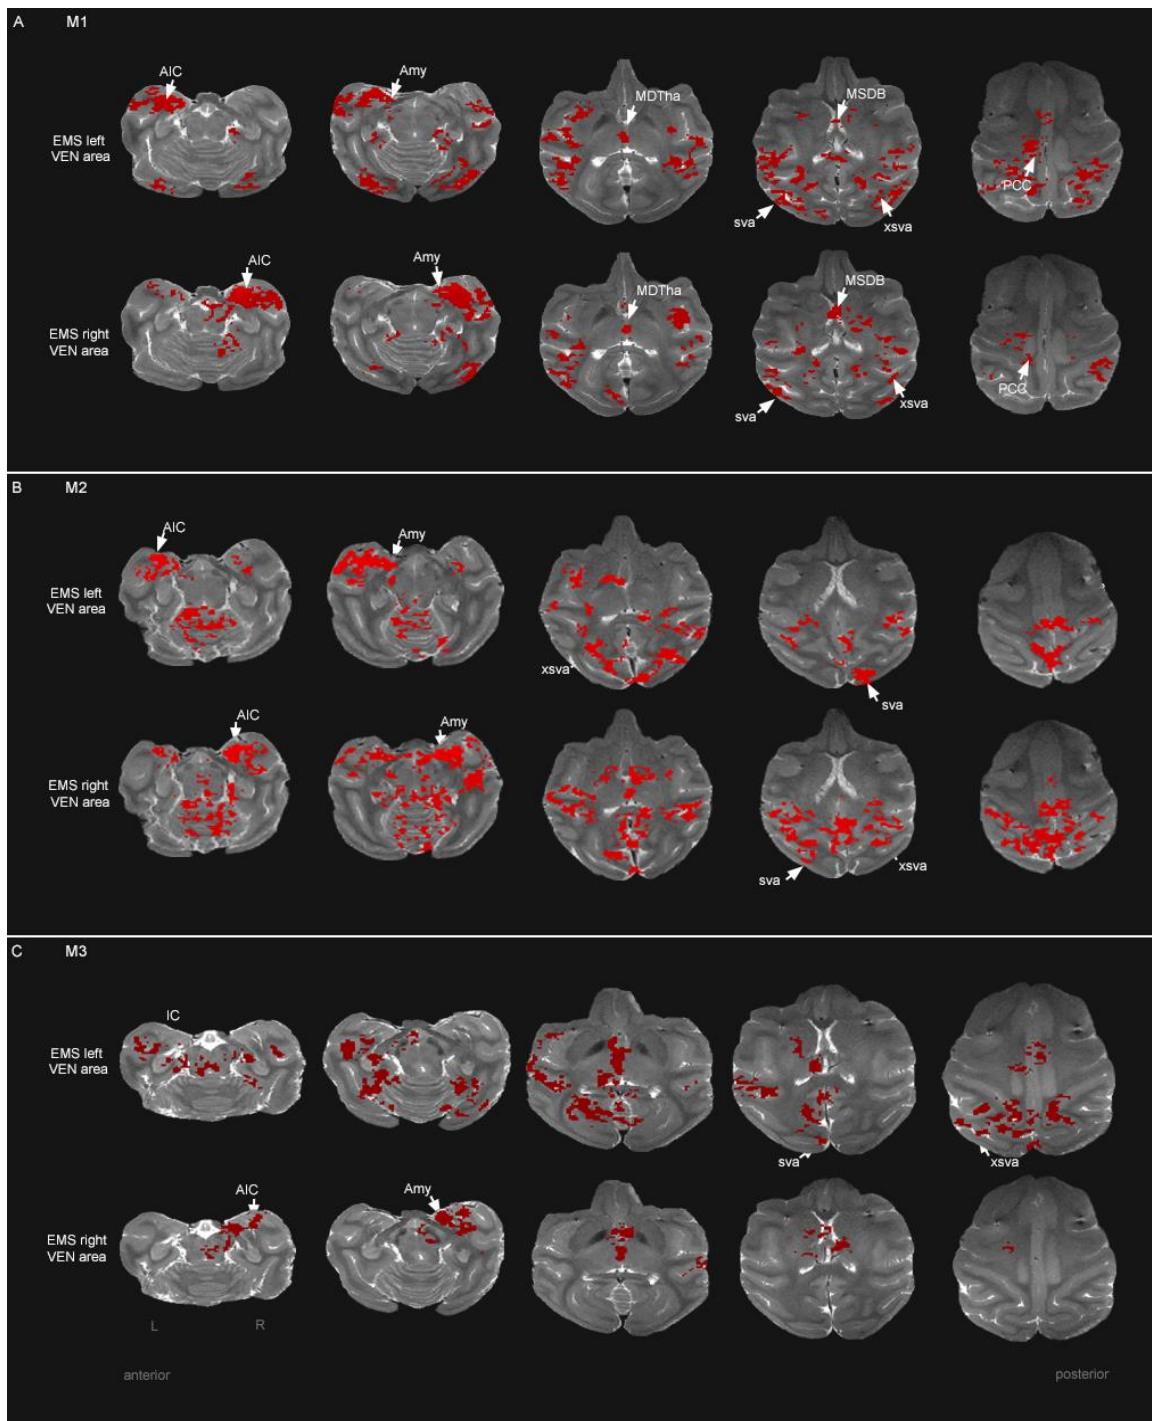 A M1
AIC
Amy
MDTha
MSDB
EMS left
VEN area
PCC
sva
xsva
AIC
Amy
MDTha
MSDB
EMS right
VEN area
PCC
sva
xsva
B M2
AIC
Amy
EMS left
VEN area
xsva
sva
AIC
Amy
EMS right
VEN area
sva
xsva
C M3
IC
EMS left
VEN area
sva
xsva
AIC
Amy
EMS right
VEN area
L
R
anterior
posterior